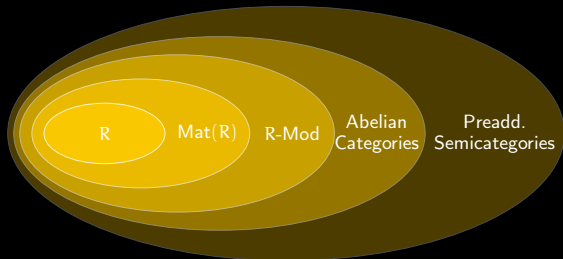 R
Mat(R)
R-Mod
Abelian
Categories
Preadd.
Semicategories